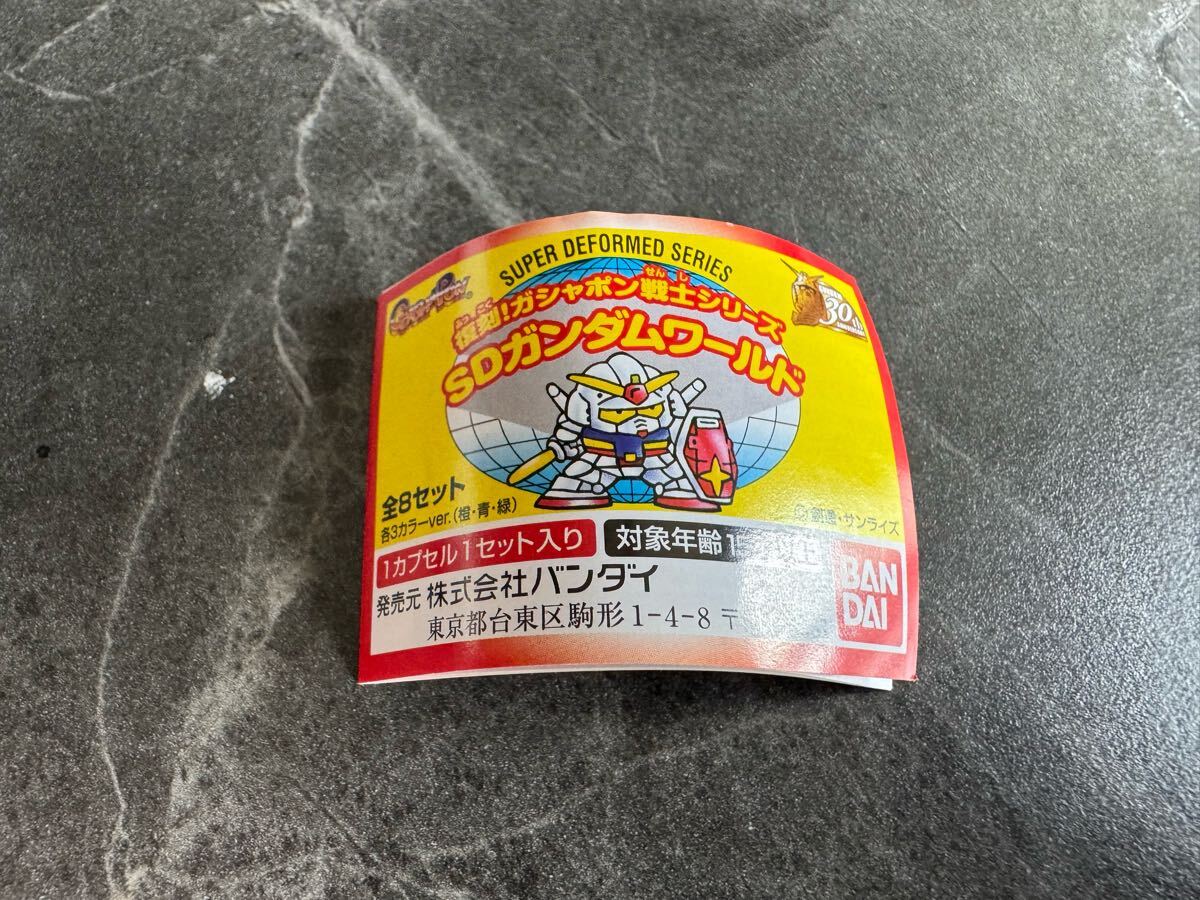 SUPER DEFORMED SERIES
復刻!ガシャポン戦士シリーズ
ふっこく
せんし
SDガンダムワールド
30th
全8セット
各3カラーver.(橙・青・緑)
創通・サンライズ
1カプセル1セット入り
対象年齢
発売元 株式会社バンダイ
東京都台東区駒形1-4-8 〒
BAN
DAI